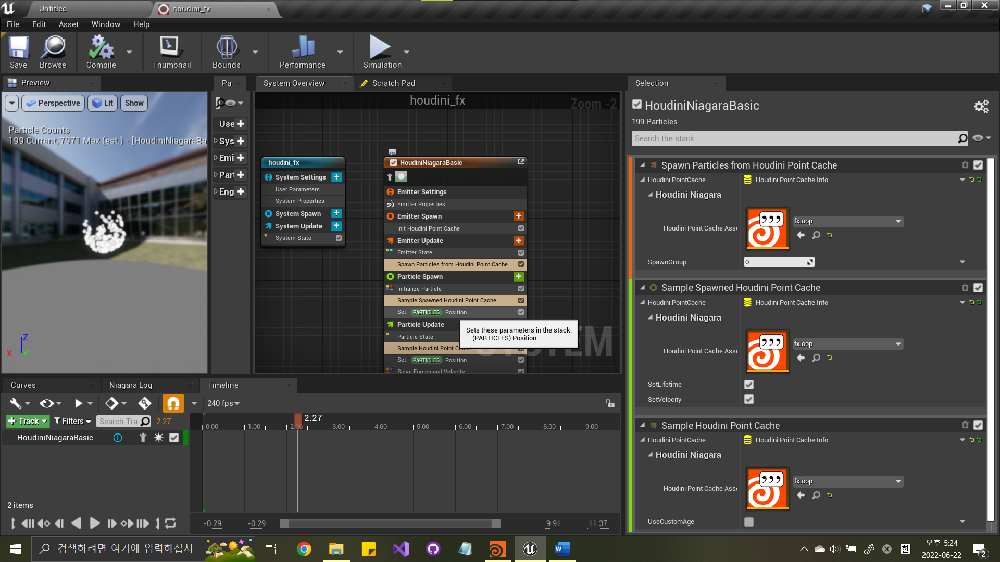 Untitled
houdini_fx
File Edit Asset Window Help
Save Browse Compile Thumbnail Bounds Performance Simulation
Preview
Perspective Lit Show
Particle Counts
199 Current, 7971 Max (est.) - [HoudiniNiagaraBa
Z
X Y
Par
Use
Sys
Emi
Part
Eng
System Overview
Scratch Pad
houdini_fx
Zoom -2
houdini_fx
System Settings
User Parameters
System Properties
System Spawn
System Update
System State
HoudiniNiagaraBasic
Emitter Settings
CPU Emitter Properties
Emitter Spawn
Init Houdini Point Cache
Emitter Update
Emitter State
Spawn Particles from Houdini Point Cache
Particle Spawn
Initialize Particle
Sample Spawned Houdini Point Cache
Set: PARTICLES Position
Particle Update
Particle State
Sample Houdini Point Cache
Set: PARTICLES Position
Solve Forces and Velocity
Sets these parameters in the stack:
(PARTICLES) Position
SYSTEM
Selection
HoudiniNiagaraBasic
199 Particles
Search the stack
Spawn Particles from Houdini Point Cache
Houdini.PointCache Houdini Point Cache Info
Houdini Niagara
Houdini Point Cache Asse
fxloop
SpawnGroup 0
Sample Spawned Houdini Point Cache
Houdini.PointCache Houdini Point Cache Info
Houdini Niagara
Houdini Point Cache Asse
fxloop
SetLifetime
SetVelocity
Sample Houdini Point Cache
Houdini.PointCache Houdini Point Cache Info
Houdini Niagara
Houdini Point Cache Asse
fxloop
UseCustomAge
Curves
Niagara Log
Timeline
240 fps
Track Filters Search Tra 2.27
2.27
0.00 1.00 2.00 3.00 4.00 5.00 6.00 7.00 8.00 9.00
HoudiniNiagaraBasic
2 items
-0.29 -0.29 9.91 11.37
검색하려면 여기에 입력하십시
한
오후 5:24
2022-06-22
2